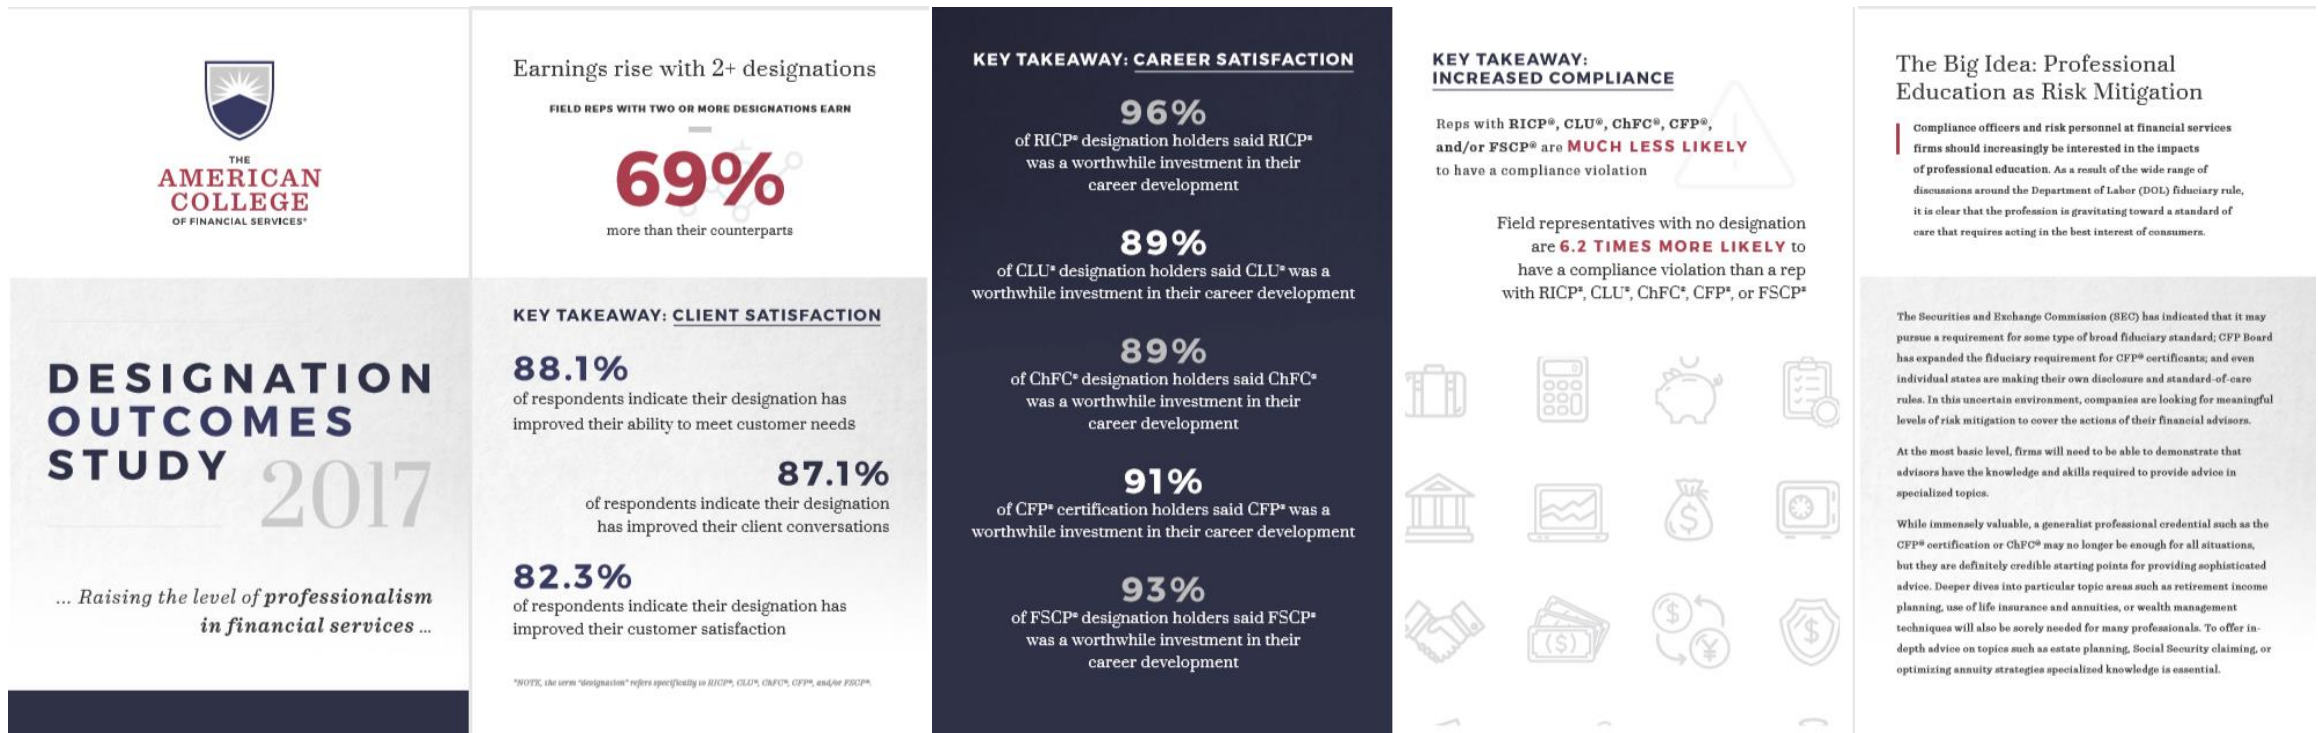 THE
AMERICAN
COLLEGE
OF FINANCIAL SERVICES®
DESIGNATION
OUTCOMES
STUDY
2017
... Raising the level of professionalism
in financial services ...
Earnings rise with 2+ designations
FIELD REPS WITH TWO OR MORE DESIGNATIONS EARN
69%
more than their counterparts
KEY TAKEAWAY: CLIENT SATISFACTION
88.1%
of respondents indicate their designation has
improved their ability to meet customer needs
87.1%
of respondents indicate their designation
has improved their client conversations
82.3%
of respondents indicate their designation has
improved their customer satisfaction
*NOTE, the term "designation" refers specifically to RICP®, CLU®, ChFC®, CFP®, and/or FSCP®.
KEY TAKEAWAY: CAREER SATISFACTION
96%
of RICP® designation holders said RICP®
was a worthwhile investment in their
career development
89%
of CLU® designation holders said CLU® was a
worthwhile investment in their career development
89%
of ChFC® designation holders said ChFC®
was a worthwhile investment in their
career development
91%
of CFP® certification holders said CFP® was a
worthwhile investment in their career development
93%
of FSCP® designation holders said FSCP®
was a worthwhile investment in their
career development
KEY TAKEAWAY:
INCREASED COMPLIANCE
Reps with RICP®, CLU®, ChFC®, CFP®,
and/or FSCP® are MUCH LESS LIKELY
to have a compliance violation
Field representatives with no designation
are 6.2 TIMES MORE LIKELY to
have a compliance violation than a rep
with RICP®, CLU®, ChFC®, CFP®, or FSCP®
The Big Idea: Professional
Education as Risk Mitigation
Compliance officers and risk personnel at financial services
firms should increasingly be interested in the impacts
of professional education. As a result of the wide range of
discussions around the Department of Labor (DOL) fiduciary rule,
it is clear that the profession is gravitating toward a standard of
care that requires acting in the best interest of consumers.
The Securities and Exchange Commission (SEC) has indicated that it may
pursue a requirement for some type of broad fiduciary standard; CFP Board
has expanded the fiduciary requirement for CFP® certificants; and even
individual states are making their own disclosure and standard-of-care
rules. In this uncertain environment, companies are looking for meaningful
levels of risk mitigation to cover the actions of their financial advisors.
At the most basic level, firms will need to be able to demonstrate that
advisors have the knowledge and skills required to provide advice in
specialized topics.
While immensely valuable, a generalist professional credential such as the
CFP® certification or ChFC® may no longer be enough for all situations,
but they are definitely credible starting points for providing sophisticated
advice. Deeper dives into particular topic areas such as retirement income
planning, use of life insurance and annuities, or wealth management
techniques will also be sorely needed for many professionals. To offer in-
depth advice on topics such as estate planning, Social Security claiming, or
optimizing annuity strategies specialized knowledge is essential.